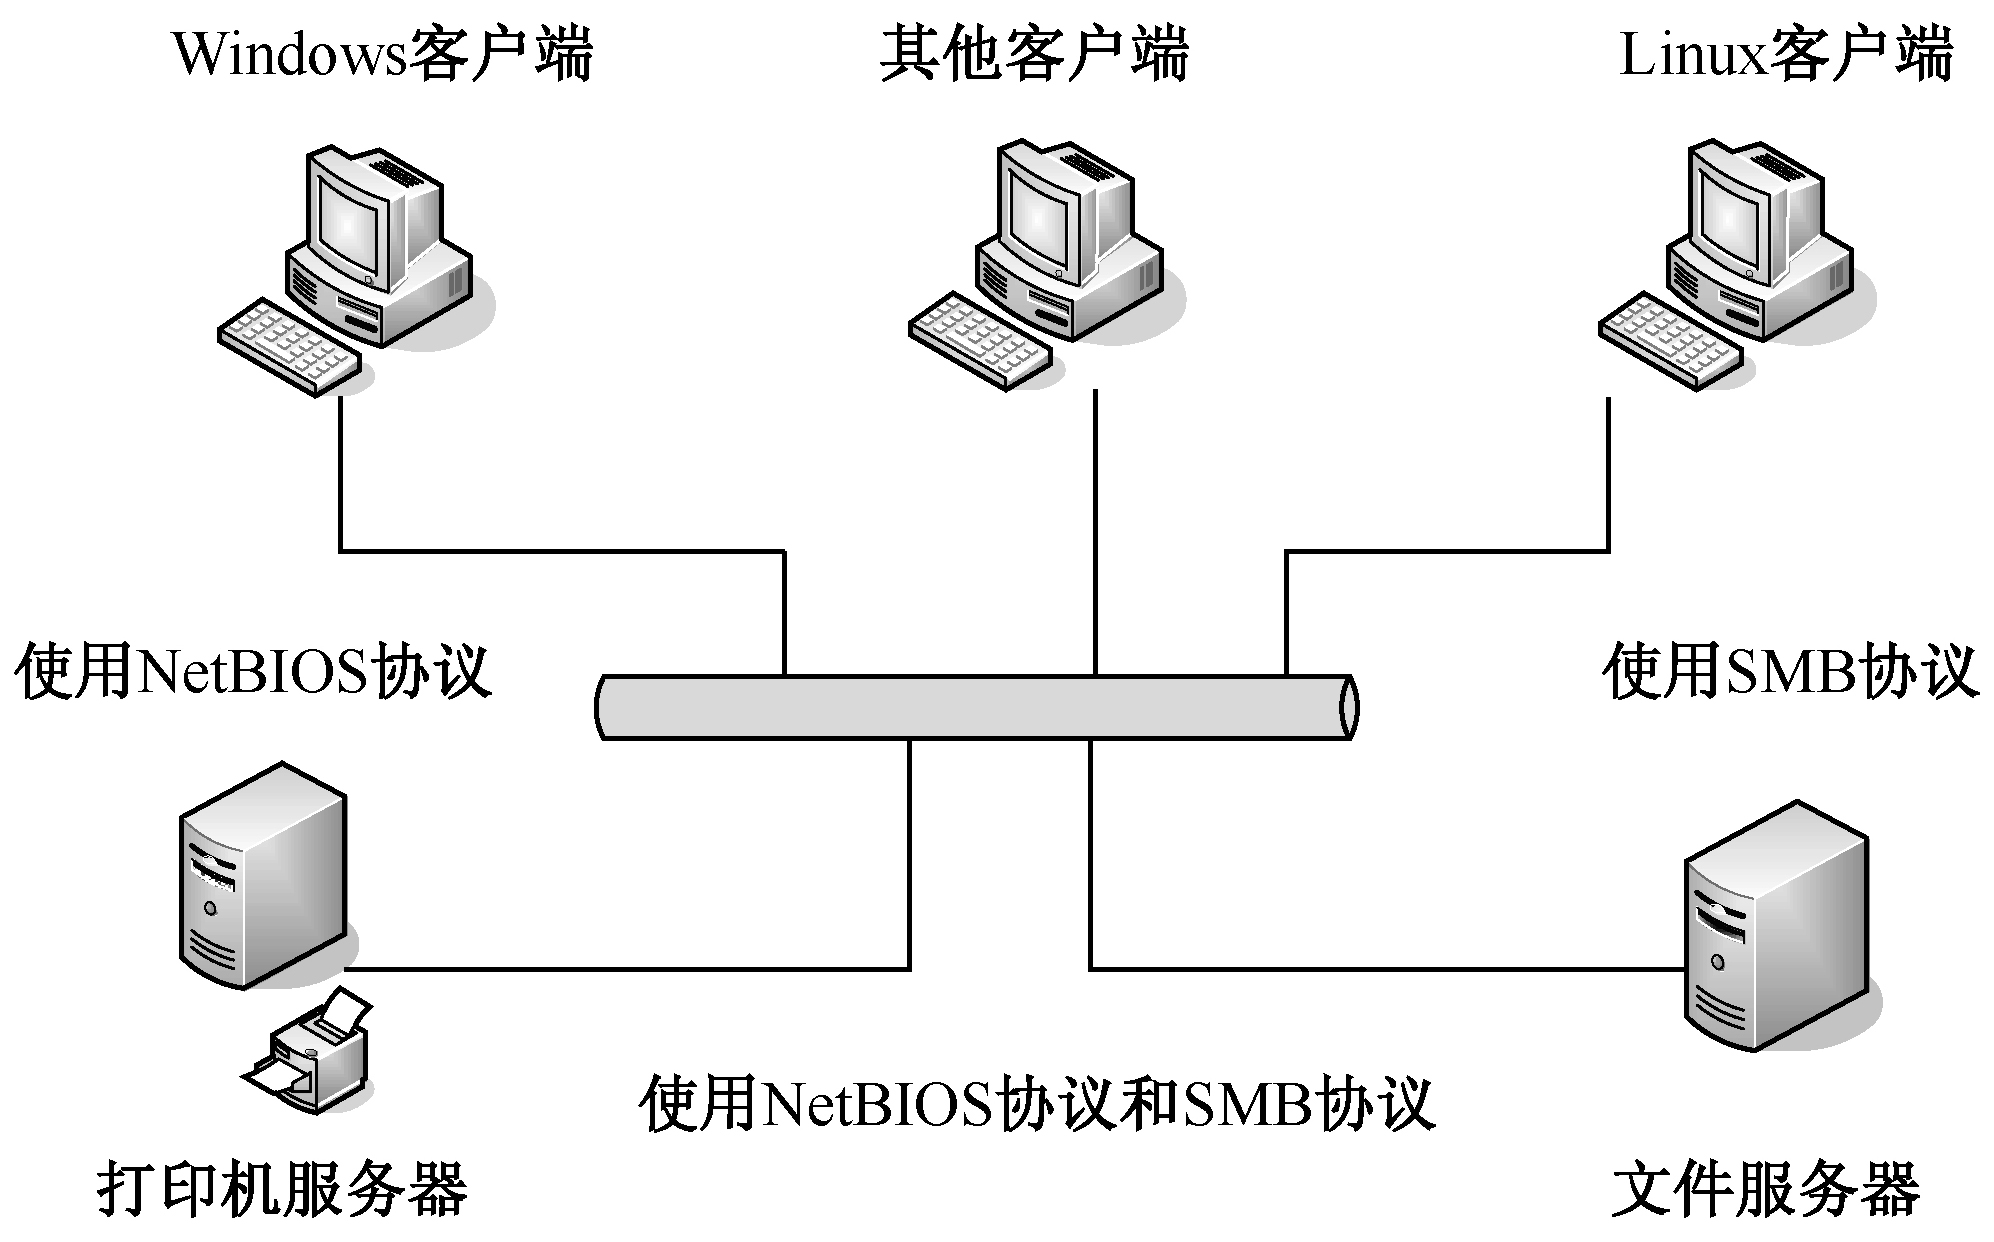 Windows客户端
其他客户端
Linux客户端
使用NetBIOS协议
使用SMB协议
使用NetBIOS协议和SMB协议
打印机服务器
文件服务器